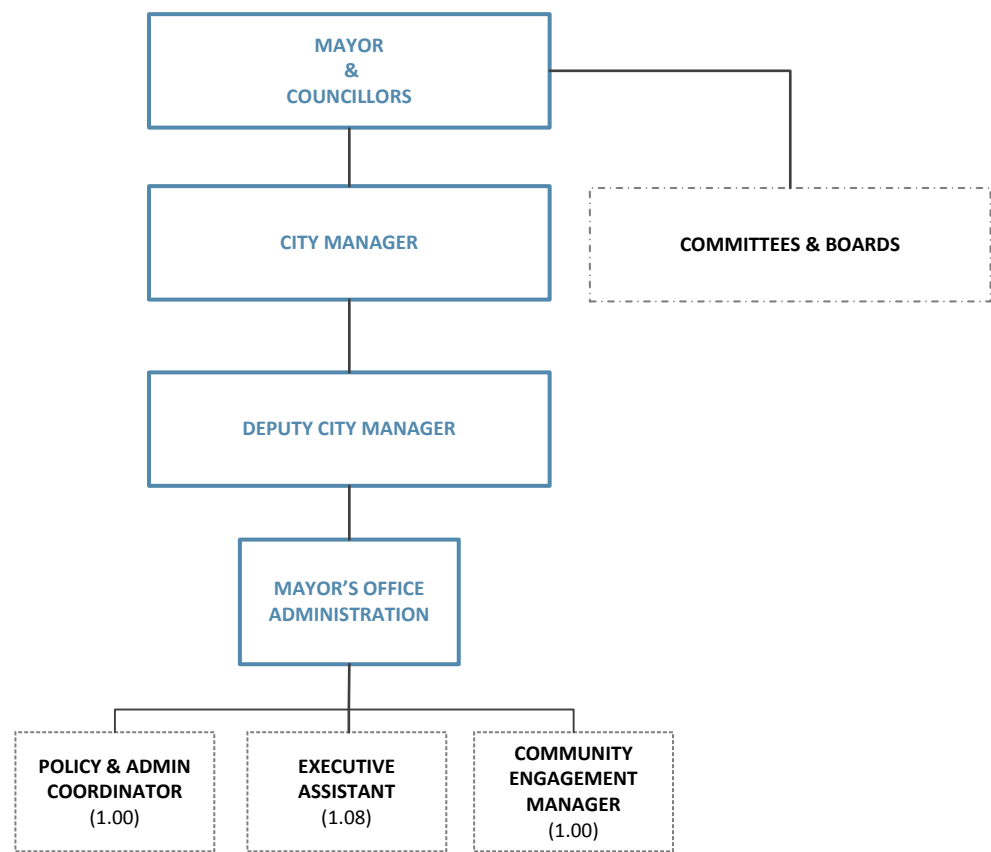 MAYOR
&
COUNCILLORS
CITY MANAGER
COMMITTEES & BOARDS
DEPUTY CITY MANAGER
MAYOR’S OFFICE
ADMINISTRATION
POLICY & ADMIN
COORDINATOR
(1.00)
EXECUTIVE
ASSISTANT
(1.08)
COMMUNITY
ENGAGEMENT
MANAGER
(1.00)